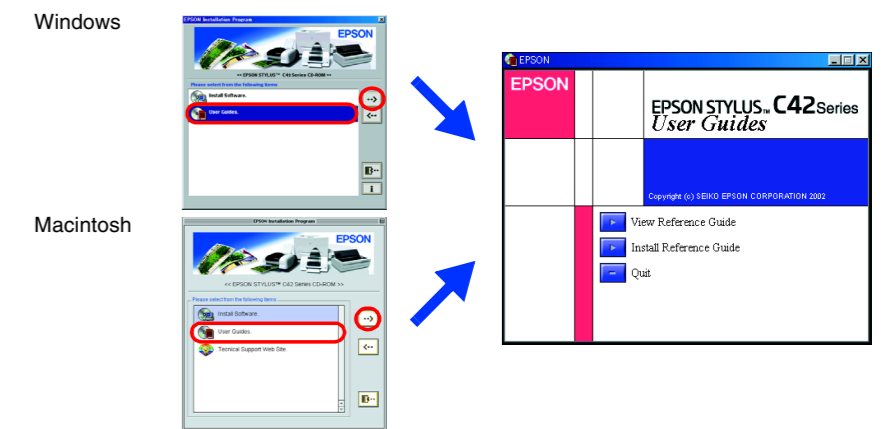 Windows
EPSON Installation Program
EPSON
<< EPSON STYLUS™ C42 Series CD-ROM >>
Please select from the following items
Install Software.
User Guides.
-->
<--
i
Macintosh
EPSON Installation Program
EPSON
<< EPSON STYLUS™ C42 Series CD-ROM >>
Please select from the following items
Install Software.
User Guides.
Tecnical Support Web Site.
-->
<--
EPSON
EPSON
EPSON STYLUS™ C42 Series
User Guides
Copyright (c) SEIKO EPSON CORPORATION 2002
View Reference Guide
Install Reference Guide
Quit